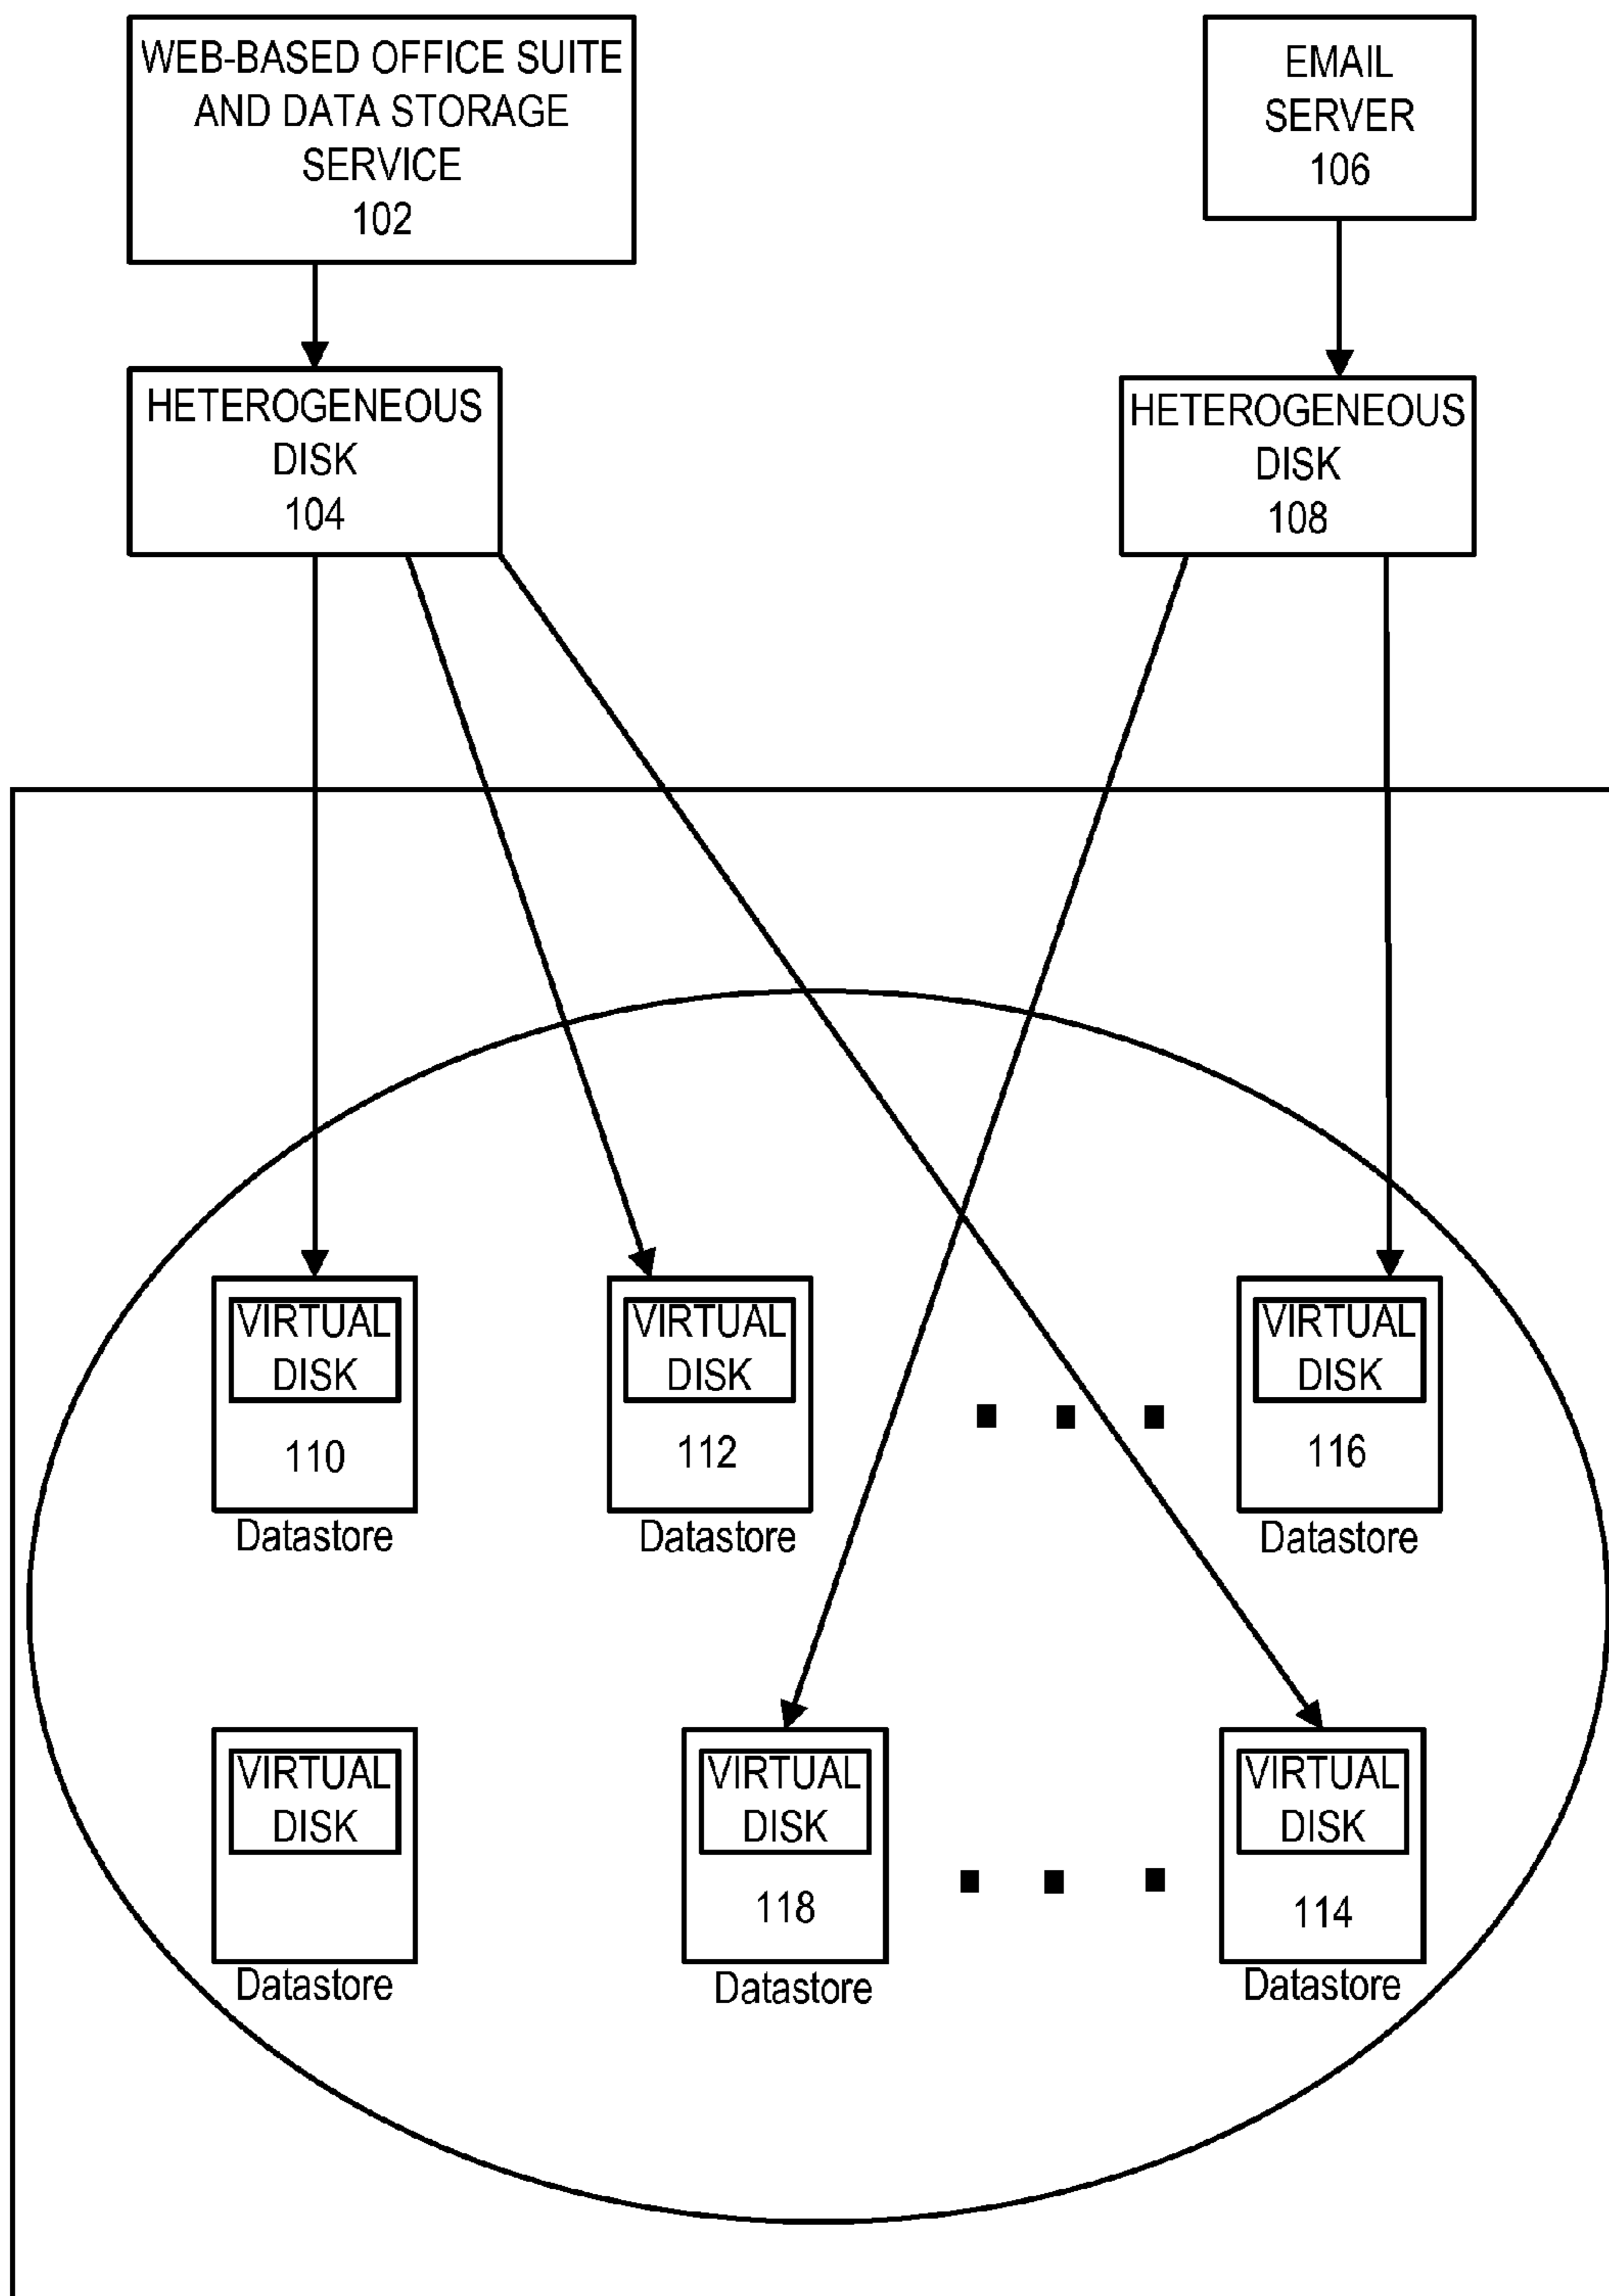 WEB-BASED OFFICE SUITE
AND DATA STORAGE
SERVICE
102
EMAIL
SERVER
106
HETEROGENEOUS
DISK
104
HETEROGENEOUS
DISK
108
VIRTUAL
DISK
110
Datastore
VIRTUAL
DISK
112
Datastore
VIRTUAL
DISK
116
Datastore
VIRTUAL
DISK
Datastore
VIRTUAL
DISK
118
Datastore
VIRTUAL
DISK
114
Datastore